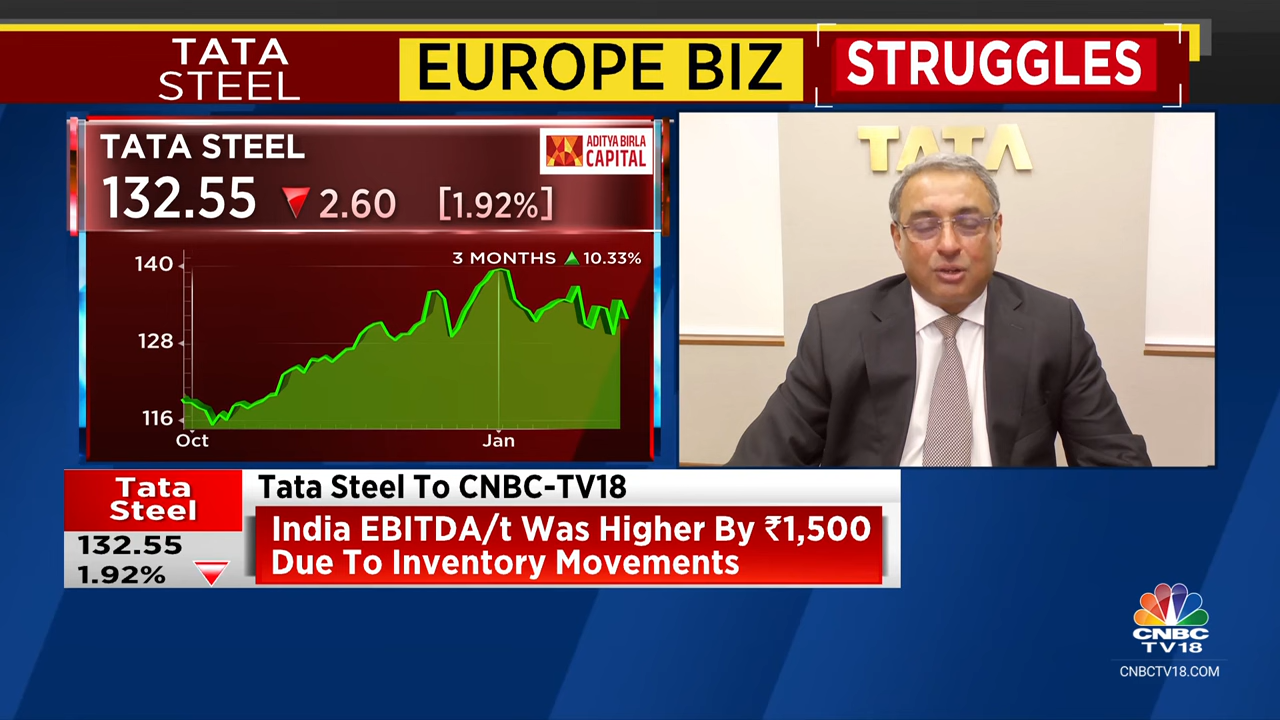 TATA
STEEL
EUROPE BIZ
STRUGGLES
TATA STEEL
ADITYA BIRLA
CAPITAL
132.55 2.60 [1.92%]
3 MONTHS 10.33%
140
128
116
Oct Jan
TATA
Tata
Steel
132.55
1.92%
Tata Steel To CNBC-TV18
India EBITDA/t Was Higher By ₹1,500
Due To Inventory Movements
CNBC
TV18
CNBCTV18.COM